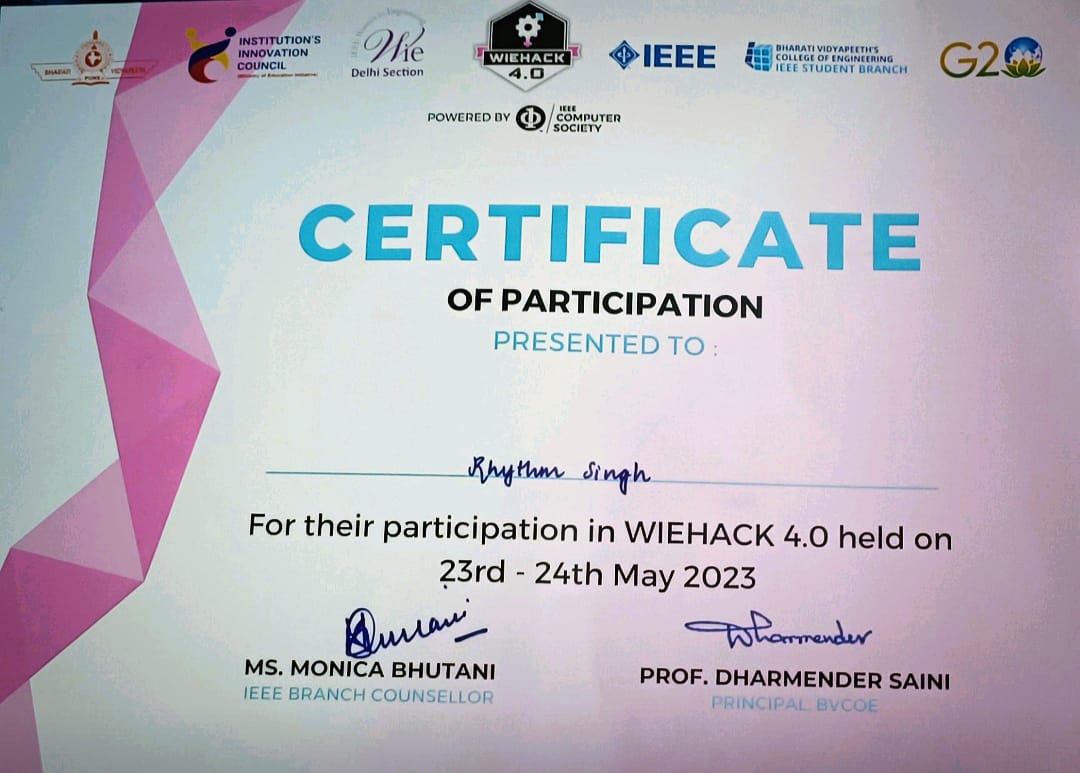 BHARATI VIDYAPEETH
PUNE
INSTITUTION'S
INNOVATION
COUNCIL
(Ministry of Education Initiative)
Wie
Delhi Section
WIEHACK
4.0
IEEE
BHARATI VIDYAPEETH'S
COLLEGE OF ENGINEERING
IEEE STUDENT BRANCH
G20
POWERED BY IEEE
COMPUTER
SOCIETY
CERTIFICATE
OF PARTICIPATION
PRESENTED TO :
Rhythm Singh
For their participation in WIEHACK 4.0 held on
23rd - 24th May 2023
Dharmender
MS. MONICA BHUTANI
IEEE BRANCH COUNSELLOR
PROF. DHARMENDER SAINI
PRINCIPAL BVCOE